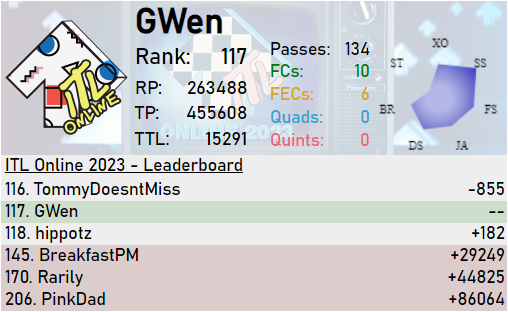 GWen
Rank: 117
RP: 263488
TP: 455608
TTL: 15291
Passes: 134
FCs: 10
FECs: 6
Quads: 0
Quints: 0
XO
ST
SS
BR
FS
DS
JA
ITL
ONLINE
ITL Online 2023 - Leaderboard
116. TommyDoesntMiss -855
117. GWen --
118. hippotz +182
145. BreakfastPM +29249
170. Rarily +44825
206. PinkDad +86064